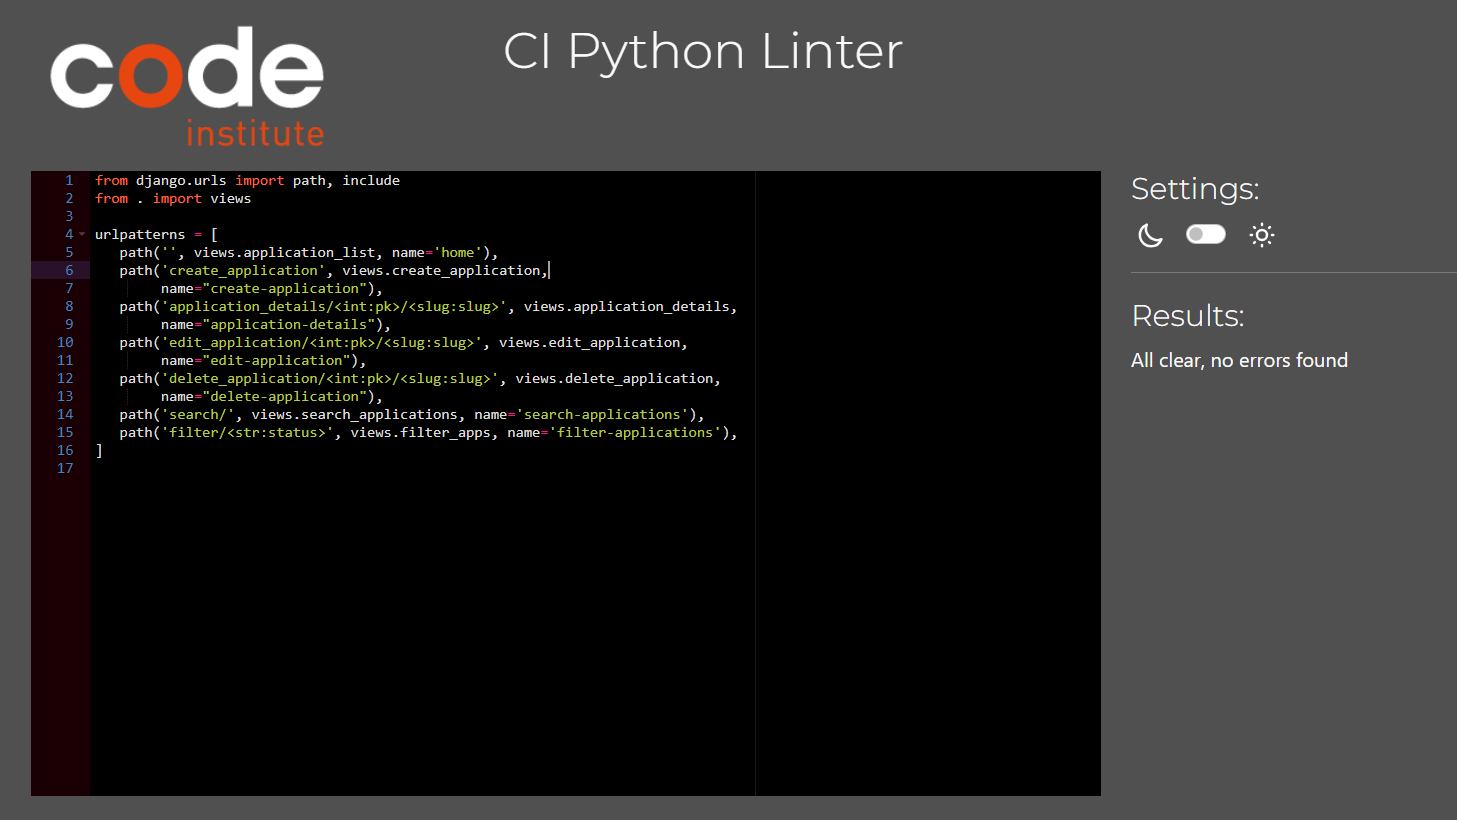 code
institute
CI Python Linter
1 from django.urls import path, include
2 from . import views
3
4 urlpatterns = [
5    path('', views.application_list, name='home'),
6    path('create_application', views.create_application,
7         name="create-application"),
8    path('application_details/<int:pk>/<slug:slug>', views.application_details,
9         name="application-details"),
10    path('edit_application/<int:pk>/<slug:slug>', views.edit_application,
11         name="edit-application"),
12    path('delete_application/<int:pk>/<slug:slug>', views.delete_application,
13         name="delete-application"),
14    path('search/', views.search_applications, name='search-applications'),
15    path('filter/<str:status>', views.filter_apps, name='filter-applications'),
16 ]
17
Settings:
Results:
All clear, no errors found